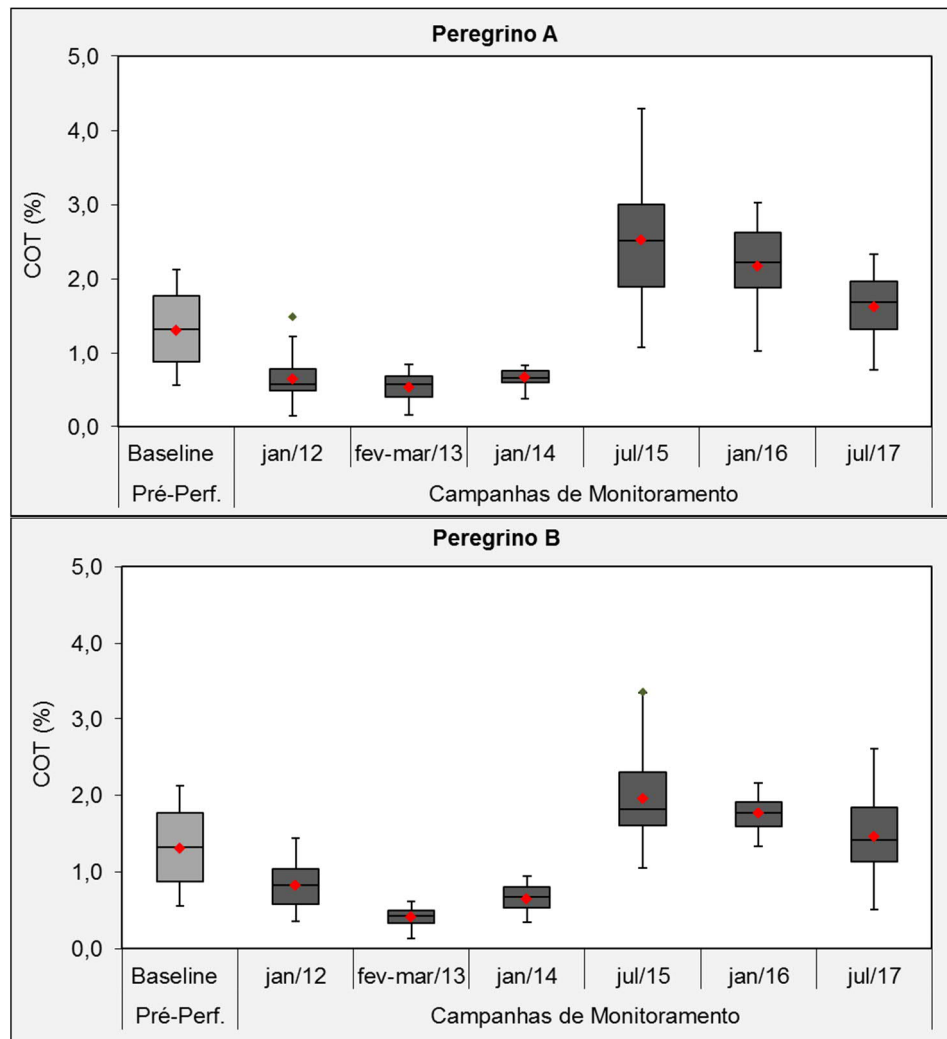 Peregrino A
5,0
4,0
3,0
2,0
1,0
0,0
COT (%)
Baseline jan/12 fev-mar/13 jan/14 jul/15 jan/16 jul/17
Pré-Perf. Campanhas de Monitoramento
Peregrino B
5,0
4,0
3,0
2,0
1,0
0,0
COT (%)
Baseline jan/12 fev-mar/13 jan/14 jul/15 jan/16 jul/17
Pré-Perf. Campanhas de Monitoramento